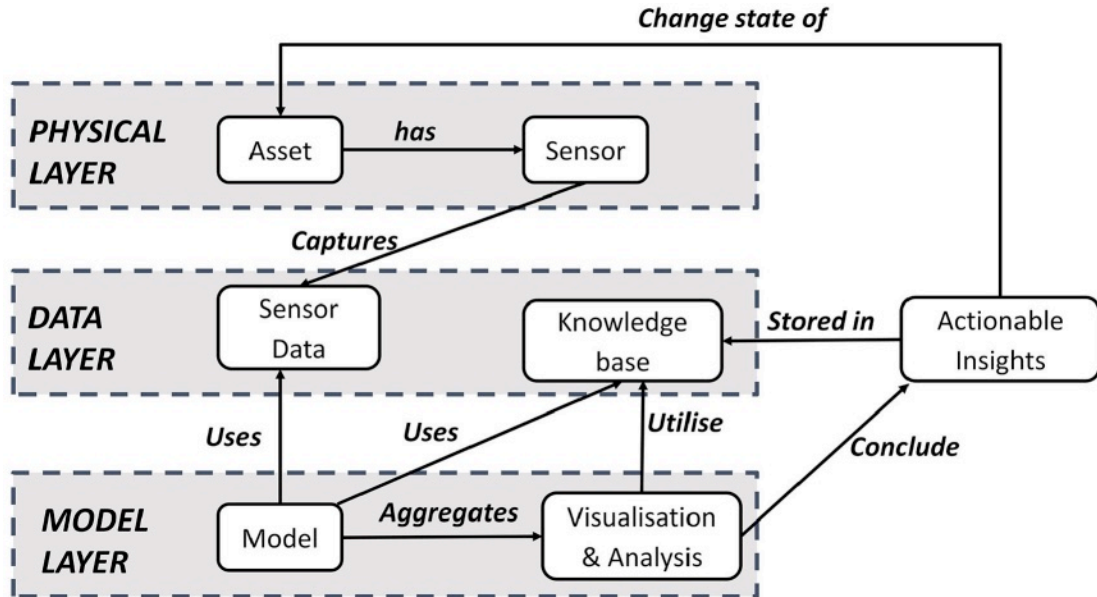 Change state of
PHYSICAL
LAYER
Asset
has
Sensor
Captures
DATA
LAYER
Sensor
Data
Knowledge
base
Stored in
Actionable
Insights
Uses
Uses
Utilise
Conclude
MODEL
LAYER
Model
Aggregates
Visualisation
& Analysis